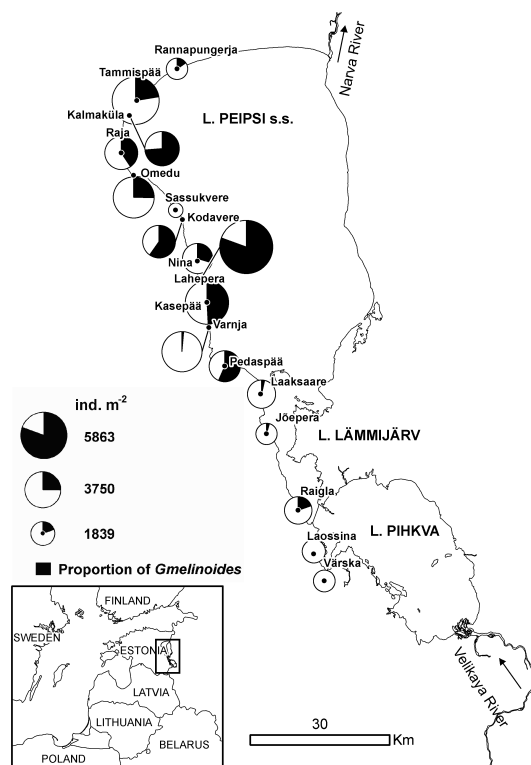 Narva River
Rannapungerja
Tammispää
L. PEIPSI s.s.
Kalmaküla
Raja
Omedu
Sassukvere
Kodavere
Nina
Lahepera
Kasepää
Varnja
Pedaspää
Laaksaare
Jõepera
L. LÄMMIJÄRV
Raigla
L. PIHKVA
Laossina
Värska
Velikaya River
ind. m-2
5863
3750
1839
Proportion of Gmelinoides
FINLAND
SWEDEN
ESTONIA
LATVIA
LITHUANIA
BELARUS
POLAND
30
Km